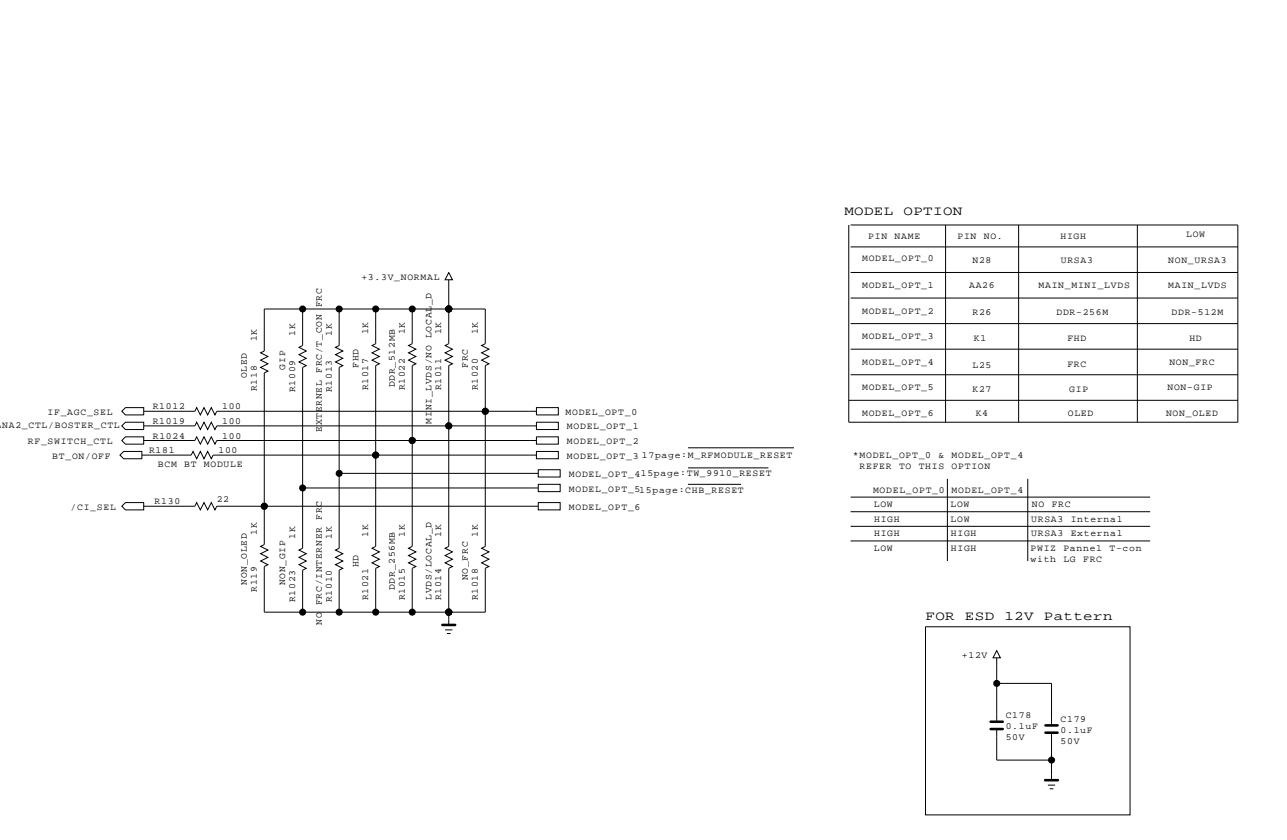 MODEL OPTION
PIN NAME PIN NO. HIGH LOW
MODEL_OPT_0 N28 URSA3 NON_URSA3
MODEL_OPT_1 AA26 MAIN_MINI_LVDS MAIN_LVDS
MODEL_OPT_2 R26 DDR-256M DDR-512M
MODEL_OPT_3 K1 FHD HD
MODEL_OPT_4 L25 FRC NON_FRC
MODEL_OPT_5 K27 GIP NON-GIP
MODEL_OPT_6 K4 OLED NON_OLED
+3.3V_NORMAL
OLED R118 1K
GIP R1009 1K
EXTERNEL FRC/T_CON FRC R1013 1K
FHD R1017 1K
DDR_512MB R1022 1K
MINI_LVDS/NO LOCAL_D R1011 1K
FRC R1020 1K
IF_AGC_SEL R1012 100 MODEL_OPT_0
ANA2_CTL/BOSTER_CTL R1019 100 MODEL_OPT_1
RF_SWITCH_CTL R1024 100 MODEL_OPT_2
BT_ON/OFF R181 100 MODEL_OPT_3 17page:M_RFMODULE_RESET
BCM BT MODULE
MODEL_OPT_4 15page:TW_9910_RESET
MODEL_OPT_5 15page:CHB_RESET
/CI_SEL R130 22 MODEL_OPT_6
NON_OLED R119 1K
NON_GIP R1023 1K
NO FRC/INTERNER FRC R1010 1K
HD R1021 1K
DDR_256MB R1015 1K
LVDS/LOCAL_D R1014 1K
NO_FRC R1018 1K
*MODEL_OPT_0 & MODEL_OPT_4
REFER TO THIS OPTION
MODEL_OPT_0 MODEL_OPT_4
LOW LOW NO FRC
HIGH LOW URSA3 Internal
HIGH HIGH URSA3 External
LOW HIGH PWIZ Pannel T-con
with LG FRC
FOR ESD 12V Pattern
+12V
C178
0.1uF
50V
C179
0.1uF
50V